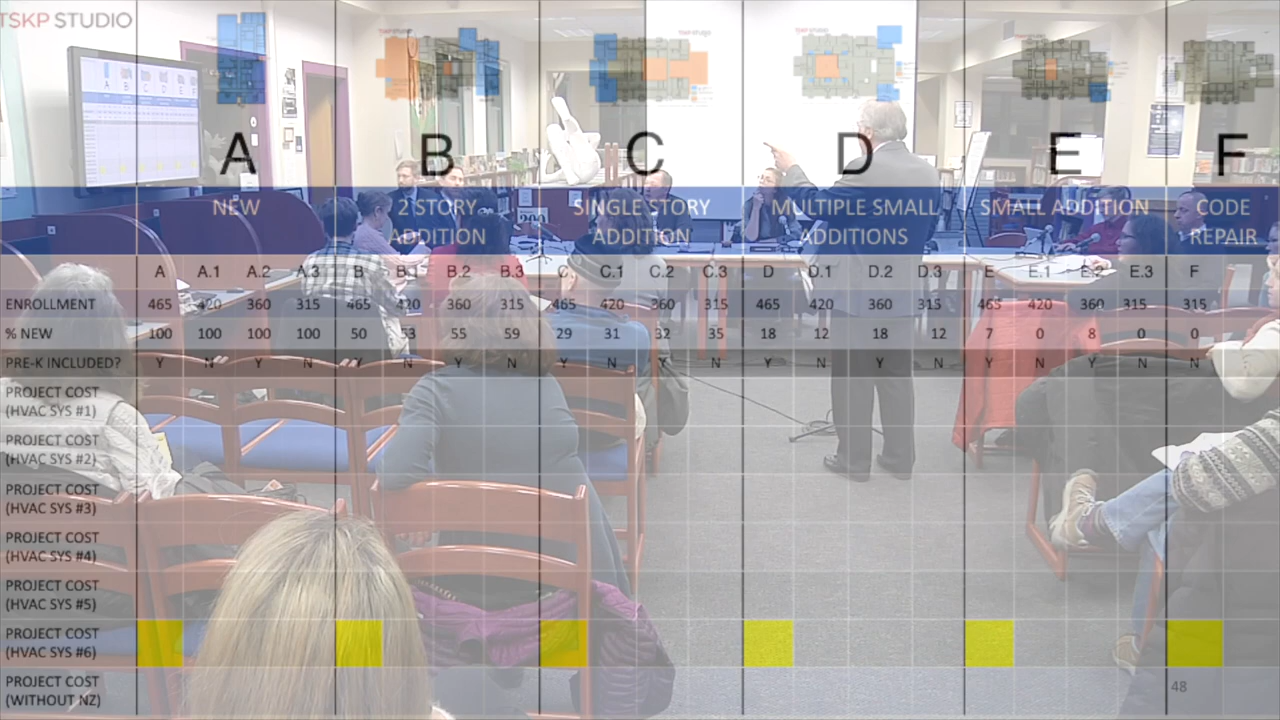 TSKP STUDIO
A B C D E F
NEW 2 STORY SINGLE STORY MULTIPLE SMALL SMALL ADDITION CODE
ADDITION ADDITION ADDITIONS REPAIR
A A.1 A.2 A.3 B B.1 B.2 B.3 C C.1 C.2 C.3 D D.1 D.2 D.3 E E.1 E.2 E.3 F
ENROLLMENT 465 420 360 315 465 420 360 315 465 420 360 315 465 420 360 315 465 420 360 315 315
% NEW 100 100 100 100 50 53 55 59 29 31 32 35 18 12 18 12 7 0 8 0 0
PRE-K INCLUDED? Y N Y N Y N Y N Y N Y N Y N Y N Y N Y N N
PROJECT COST
(HVAC SYS #1)
PROJECT COST
(HVAC SYS #2)
PROJECT COST
(HVAC SYS #3)
PROJECT COST
(HVAC SYS #4)
PROJECT COST
(HVAC SYS #5)
PROJECT COST
(HVAC SYS #6)
PROJECT COST
(WITHOUT NZ)
48